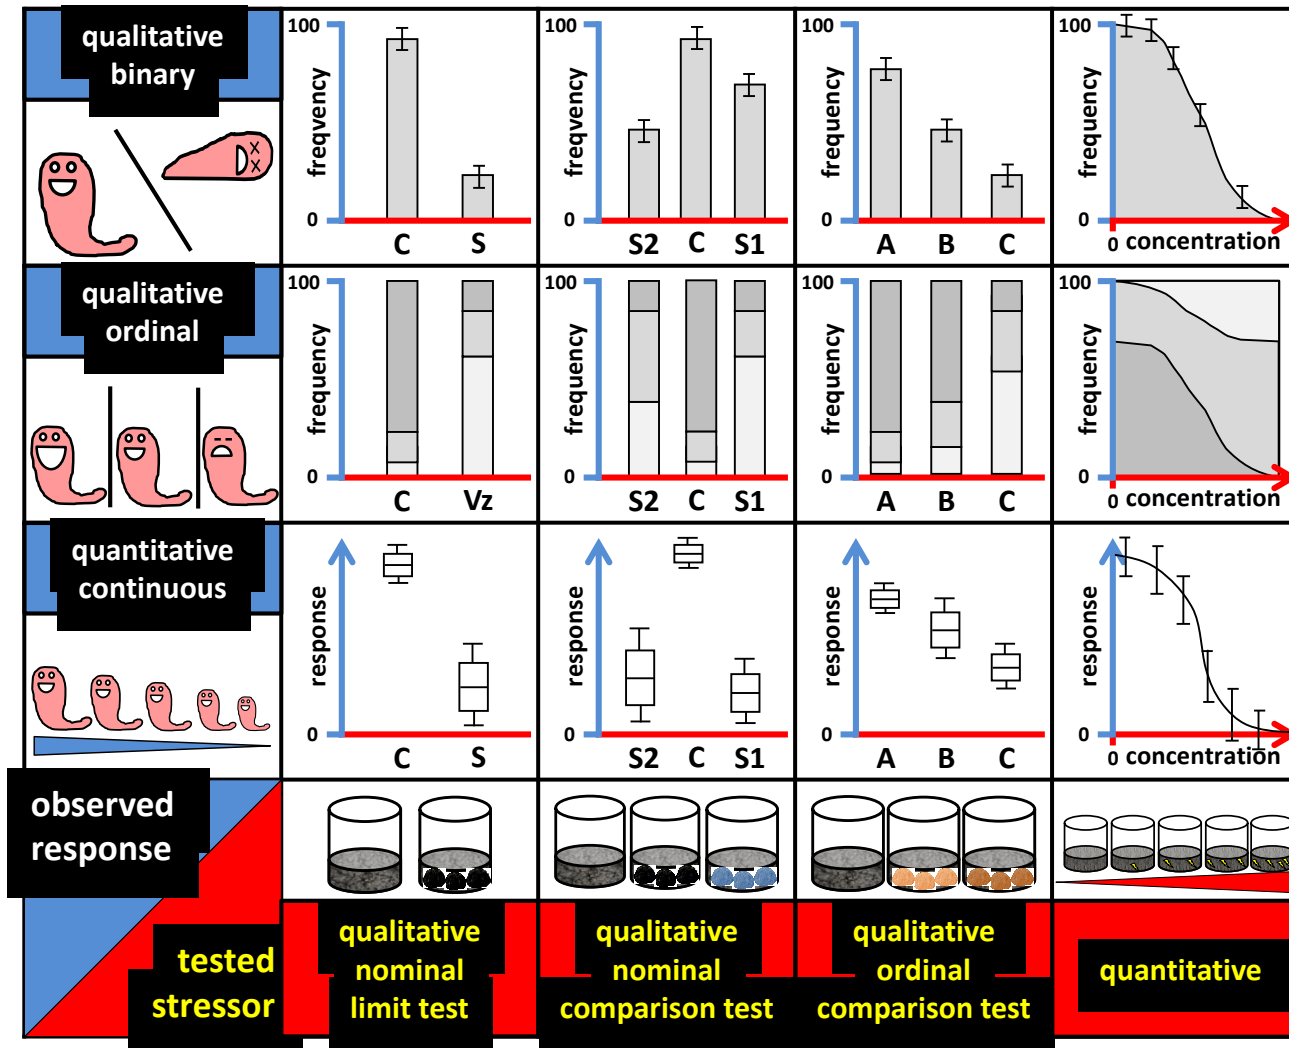 qualitative
binary
100
freqvency
0
C S
100
freqvency
0
S2 C S1
100
frequency
0
A B C
100
frequency
0
0 concentration
qualitative
ordinal
100
frequency
0
C Vz
100
frequency
0
S2 C S1
100
frequency
0
A B C
100
frequency
0
0 concentration
quantitative
continuous
response
0
C S
response
0
S2 C S1
response
0
A B C
response
0
0 concentration
observed
response
tested
stressor
qualitative
nominal
limit test
qualitative
nominal
comparison test
qualitative
ordinal
comparison test
quantitative